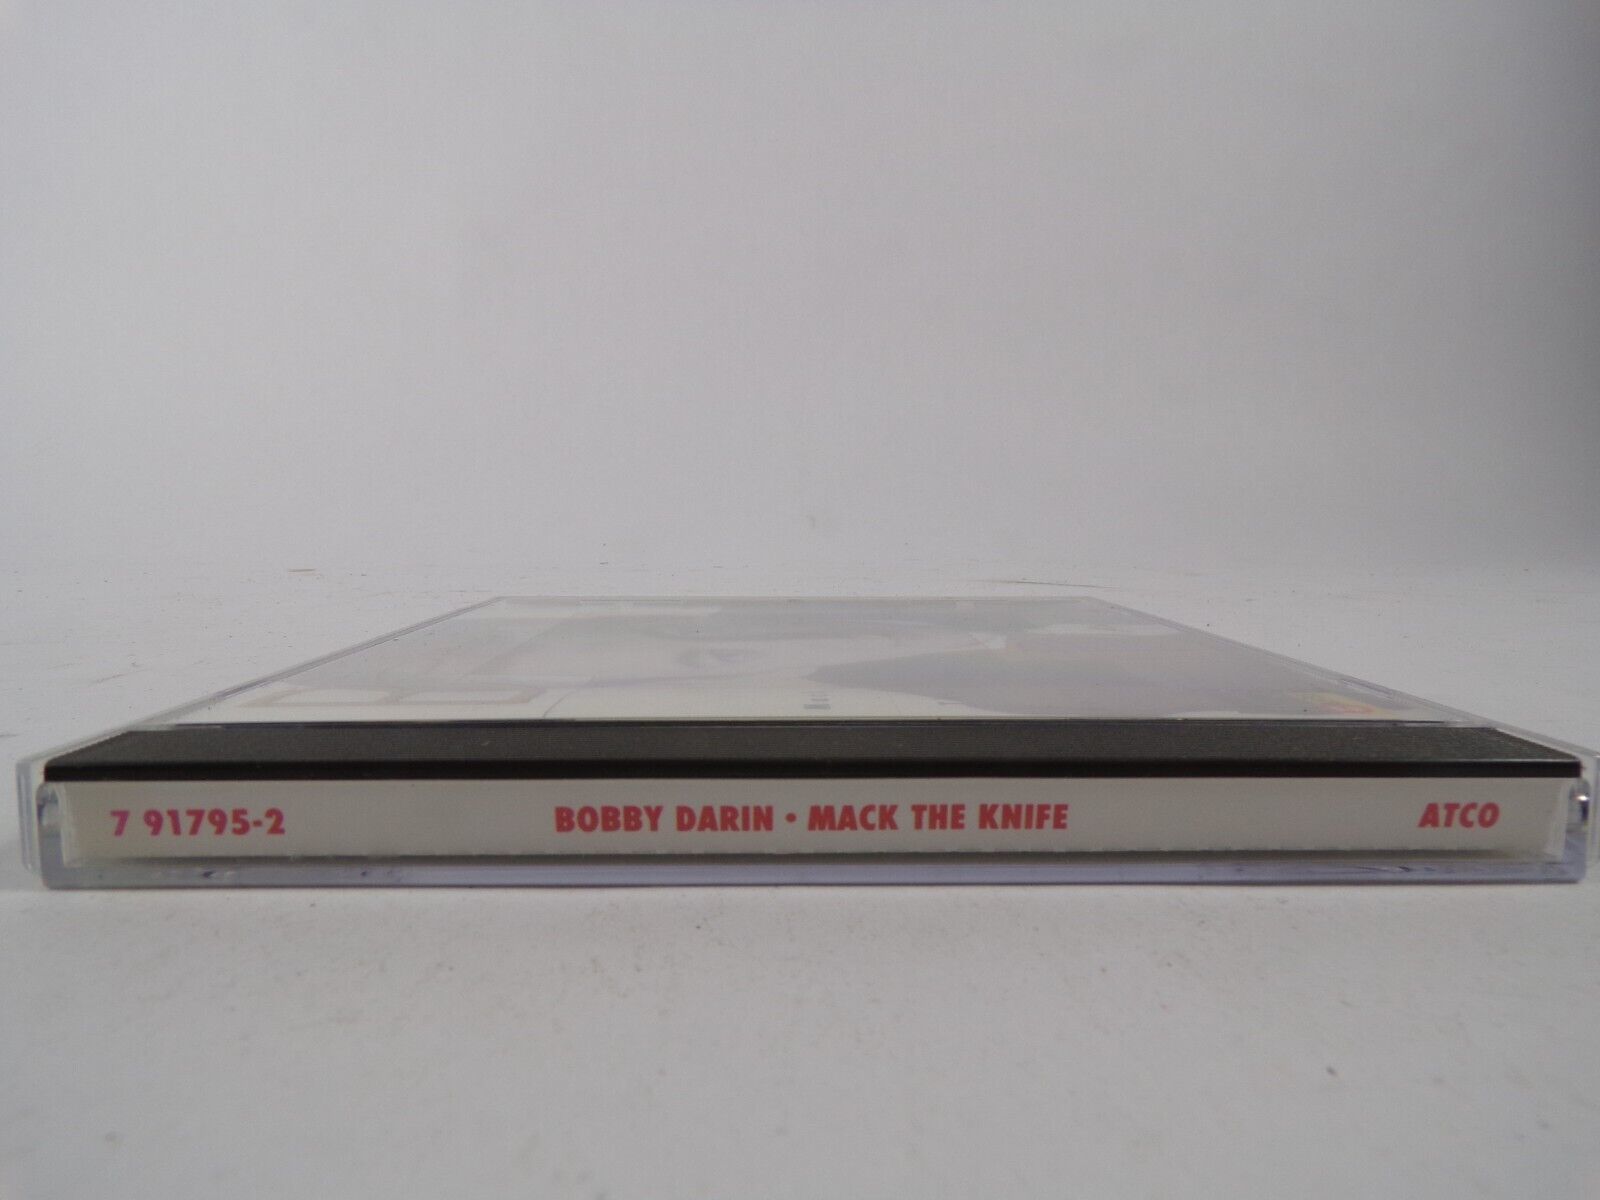 7 91795-2 BOBBY DARIN • MACK THE KNIFE ATCO